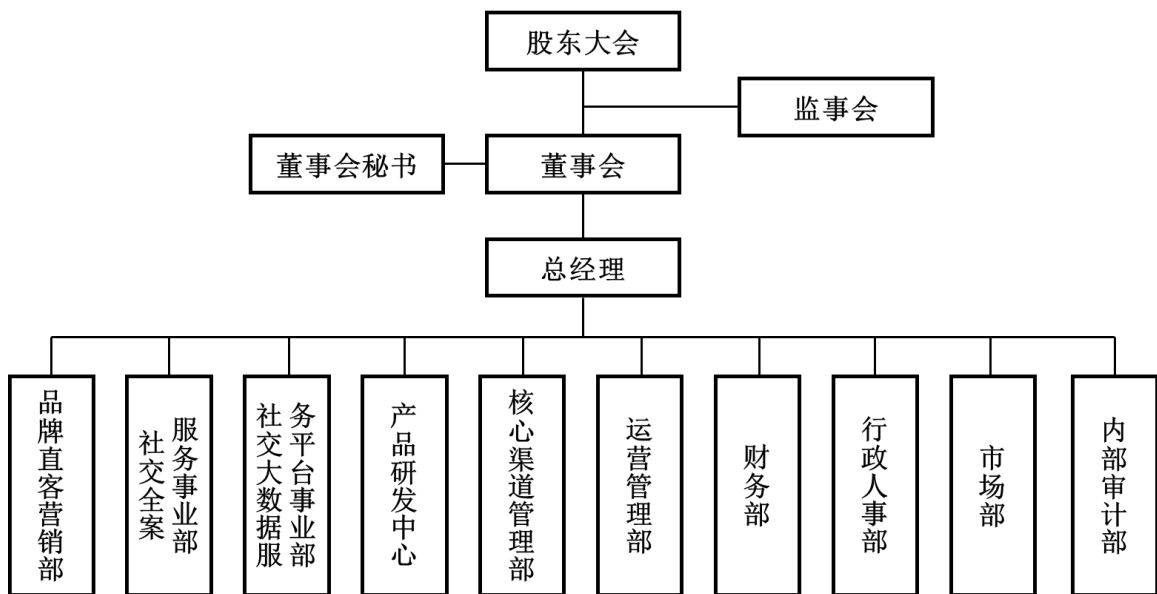 股东大会
监事会
董事会秘书
董事会
总经理
品牌直客营销部
社交全案
服务事业部
社交大数据服
务平台事业部
产品研发中心
核心渠道管理部
运营管理部
财务部
行政人事部
市场部
内部审计部